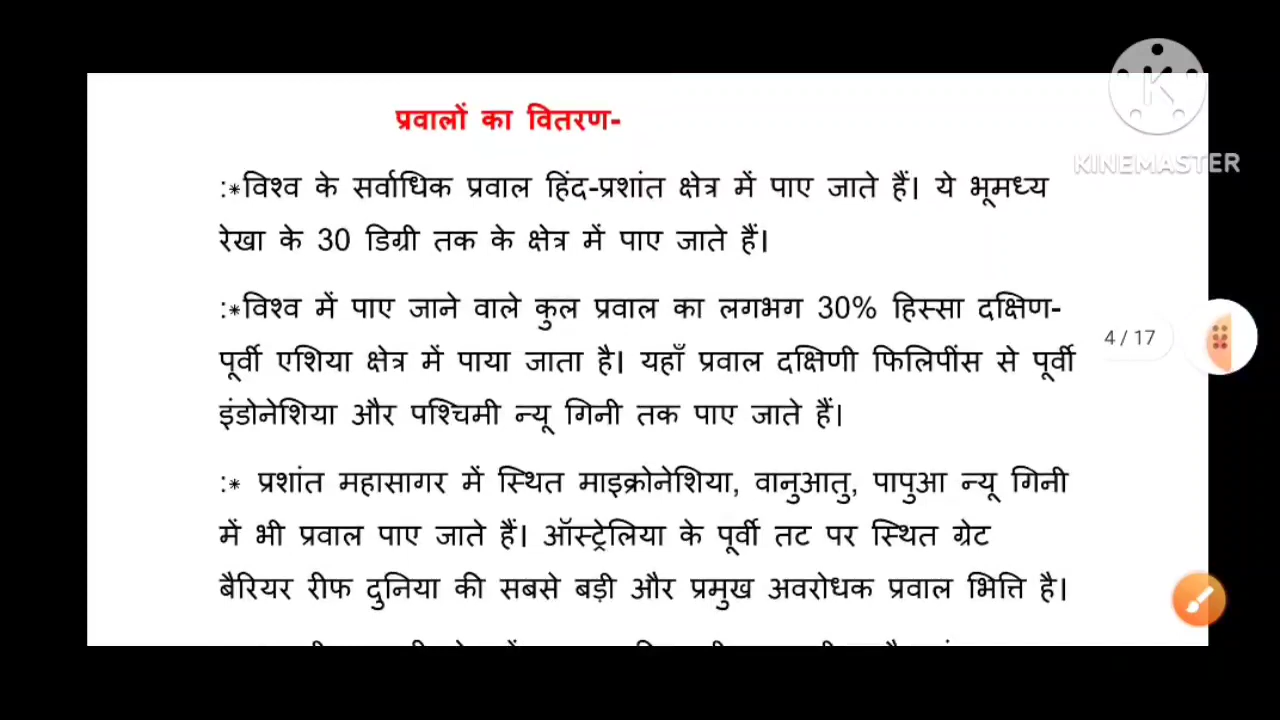 प्रवालों का वितरण-
KINEMASTER
:*विश्व के सर्वाधिक प्रवाल हिंद-प्रशांत क्षेत्र में पाए जाते हैं। ये भूमध्य
रेखा के 30 डिग्री तक के क्षेत्र में पाए जाते हैं।
:*विश्व में पाए जाने वाले कुल प्रवाल का लगभग 30% हिस्सा दक्षिण-
पूर्वी एशिया क्षेत्र में पाया जाता है। यहाँ प्रवाल दक्षिणी फिलिपींस से पूर्वी
4 / 17
इंडोनेशिया और पश्चिमी न्यू गिनी तक पाए जाते हैं।
:* प्रशांत महासागर में स्थित माइक्रोनेशिया, वानुआतु, पापुआ न्यू गिनी
में भी प्रवाल पाए जाते हैं। ऑस्ट्रेलिया के पूर्वी तट पर स्थित ग्रेट
बैरियर रीफ दुनिया की सबसे बड़ी और प्रमुख अवरोधक प्रवाल भित्ति है।